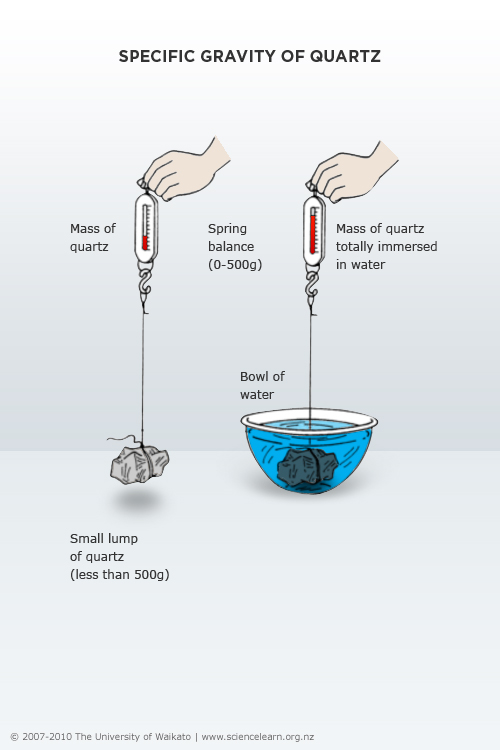 SPECIFIC GRAVITY OF QUARTZ
Mass of
quartz
Spring
balance
(0-500g)
Mass of quartz
totally immersed
in water
Bowl of
water
Small lump
of quartz
(less than 500g)
© 2007-2010 The University of Waikato | www.sciencelearn.org.nz